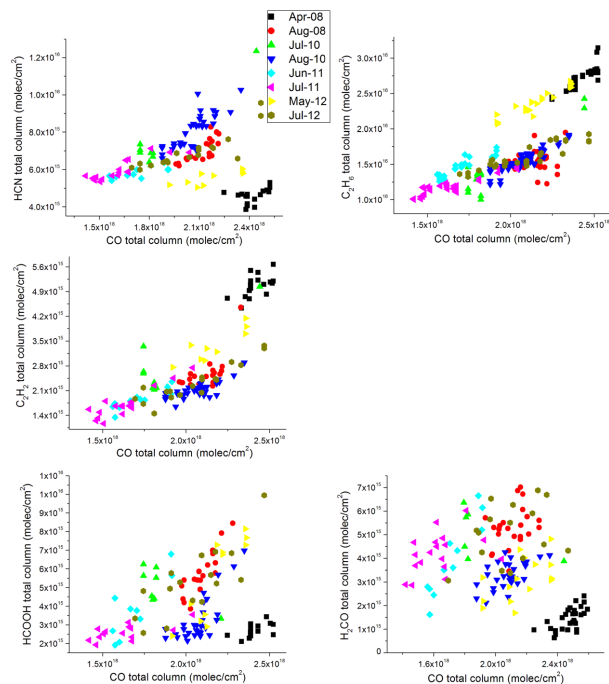 Apr-08
Aug-08
Jul-10
Aug-10
Jun-11
Jul-11
May-12
Jul-12
HCN total column (molec/cm²)
1.2x10¹⁶
1.0x10¹⁶
8.0x10¹⁵
6.0x10¹⁵
4.0x10¹⁵
1.5x10¹⁸ 1.8x10¹⁸ 2.1x10¹⁸ 2.4x10¹⁸
CO total column (molec/cm²)
C₂H₆ total column (molec/cm²)
3.0x10¹⁶
2.5x10¹⁶
2.0x10¹⁶
1.5x10¹⁶
1.0x10¹⁶
1.5x10¹⁸ 2.0x10¹⁸ 2.5x10¹⁸
CO total column (molec/cm²)
C₂H₂ total column (molec/cm²)
5.6x10¹⁵
4.9x10¹⁵
4.2x10¹⁵
3.5x10¹⁵
2.8x10¹⁵
2.1x10¹⁵
1.4x10¹⁵
1.5x10¹⁸ 2.0x10¹⁸ 2.5x10¹⁸
CO total column (molec/cm²)
HCOOH total column (molec/cm²)
1x10¹⁶
9x10¹⁵
8x10¹⁵
7x10¹⁵
6x10¹⁵
5x10¹⁵
4x10¹⁵
3x10¹⁵
2x10¹⁵
1.5x10¹⁸ 2.0x10¹⁸ 2.5x10¹⁸
CO total column (molec/cm²)
H₂CO total column (molec/cm²)
7x10¹⁵
6x10¹⁵
5x10¹⁵
4x10¹⁵
3x10¹⁵
2x10¹⁵
1x10¹⁵
1.6x10¹⁸ 2.0x10¹⁸ 2.4x10¹⁸
CO total column (molec/cm²)